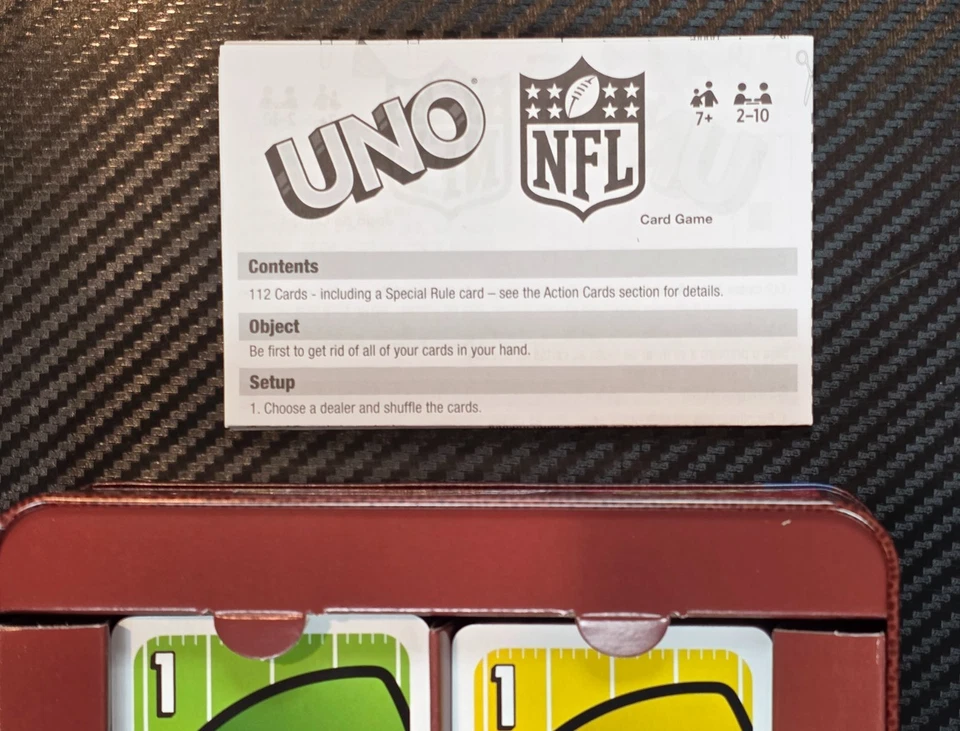 UNO®
NFL
7+
2–10
Card Game
Contents
112 Cards - including a Special Rule card – see the Action Cards section for details.
Object
Be first to get rid of all of your cards in your hand.
Setup
1. Choose a dealer and shuffle the cards.
1
1